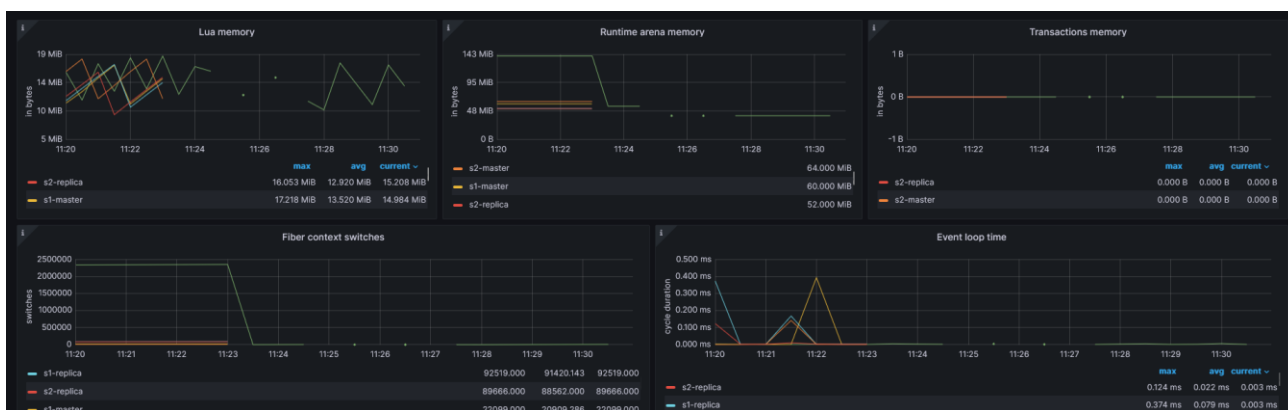 Lua memory
in bytes
19 MiB
14 MiB
10 MiB
5 MiB
11:20 11:22 11:24 11:26 11:28 11:30
max avg current
s2-replica 16.053 MiB 12.920 MiB 15.208 MiB
s1-master 17.218 MiB 13.520 MiB 14.984 MiB
Runtime arena memory
in bytes
143 MiB
95 MiB
48 MiB
0 B
11:20 11:22 11:24 11:26 11:28 11:30
s2-master 64.000 MiB
s1-master 60.000 MiB
s2-replica 52.000 MiB
Transactions memory
in bytes
1 B
0 B
-1 B
11:20 11:22 11:24 11:26 11:28 11:30
max avg current
s2-replica 0.000 B 0.000 B 0.000 B
s2-master 0.000 B 0.000 B 0.000 B
Fiber context switches
switches
2500000
2000000
1500000
1000000
500000
0
11:20 11:21 11:22 11:23 11:24 11:25 11:26 11:27 11:28 11:29 11:30
s1-replica 92519.000 91420.143 92519.000
s2-replica 89666.000 88562.000 89666.000
s1-master 22099.000 20909.286 22099.000
Event loop time
cycle duration
0.500 ms
0.400 ms
0.300 ms
0.200 ms
0.100 ms
0.000 ms
11:20 11:21 11:22 11:23 11:24 11:25 11:26 11:27 11:28 11:29 11:30
max avg current
s2-replica 0.124 ms 0.022 ms 0.003 ms
s1-replica 0.374 ms 0.079 ms 0.003 ms